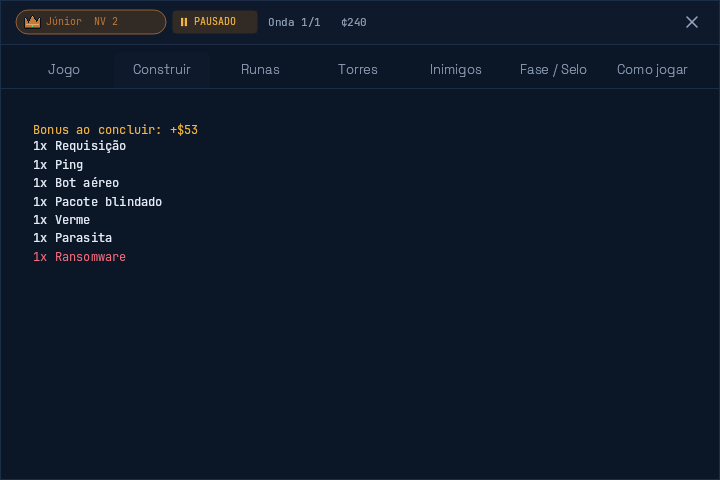 Júnior NV 2 PAUSADO Onda 1/1 ¢240
Jogo Construir Runas Torres Inimigos Fase / Selo Como jogar
Bonus ao concluir: +$53
1x Requisição
1x Ping
1x Bot aéreo
1x Pacote blindado
1x Verme
1x Parasita
1x Ransomware